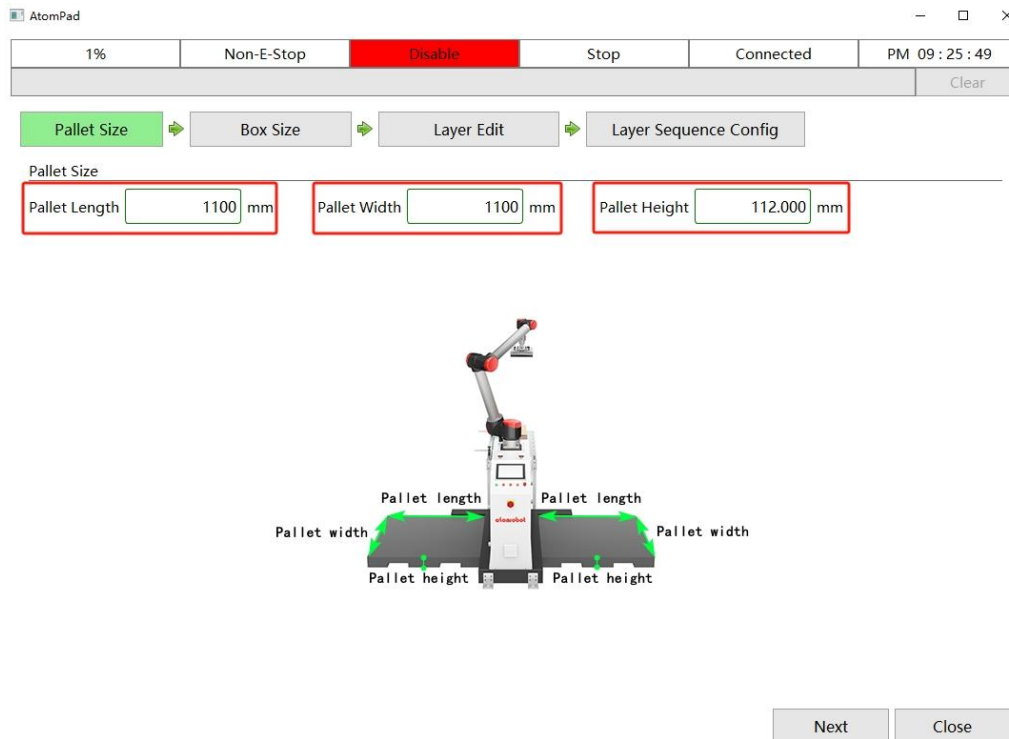 AtomPad
1% Non-E-Stop Disable Stop Connected PM 09:25:49
Clear
Pallet Size Box Size Layer Edit Layer Sequence Config
Pallet Size
Pallet Length 1100 mm Pallet Width 1100 mm Pallet Height 112.000 mm
Pallet length Pallet length
atomrobot
Pallet width Pallet width
Pallet height Pallet height
Next Close